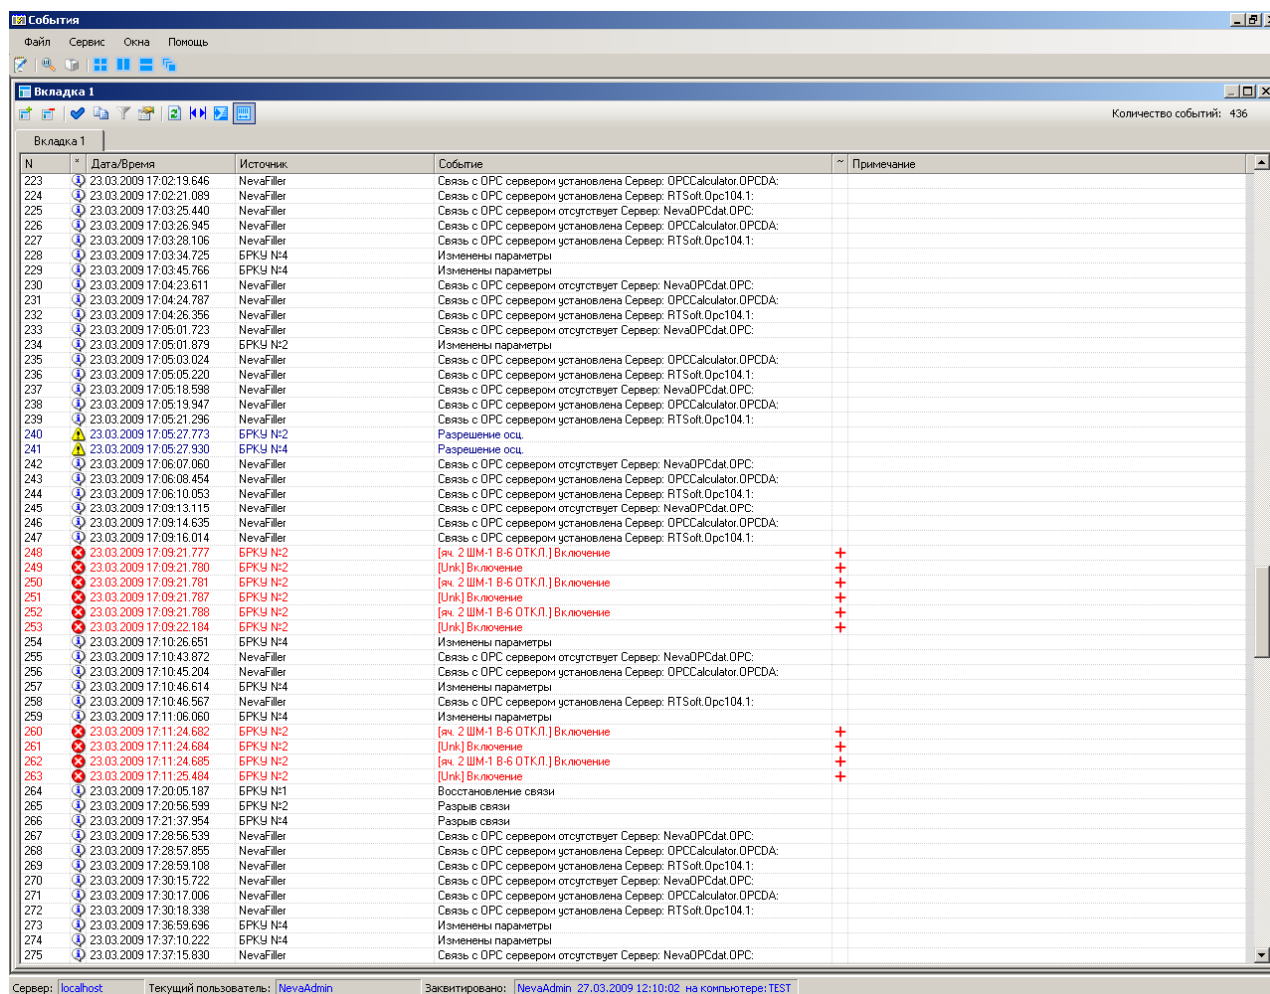 События
Файл Сервис Окна Помощь
Вкладка 1
Количество событий: 436
Вкладка 1
N * Дата/Время Источник Событие ~ Примечание
223 23.03.2009 17:02:19.646 NevaFiller Связь с OPC сервером установлена Сервер: OPCCalculator.OPCDA:
224 23.03.2009 17:02:21.089 NevaFiller Связь с OPC сервером установлена Сервер: RTSoft.Opc104.1:
225 23.03.2009 17:03:25.440 NevaFiller Связь с OPC сервером отсутствует Сервер: NevaOPCdat.OPC:
226 23.03.2009 17:03:26.945 NevaFiller Связь с OPC сервером установлена Сервер: OPCCalculator.OPCDA:
227 23.03.2009 17:03:28.106 NevaFiller Связь с OPC сервером установлена Сервер: RTSoft.Opc104.1:
228 23.03.2009 17:03:34.725 БРКУ №4 Изменены параметры
229 23.03.2009 17:03:45.766 БРКУ №4 Изменены параметры
230 23.03.2009 17:04:23.611 NevaFiller Связь с OPC сервером отсутствует Сервер: NevaOPCdat.OPC:
231 23.03.2009 17:04:24.787 NevaFiller Связь с OPC сервером установлена Сервер: OPCCalculator.OPCDA:
232 23.03.2009 17:04:26.356 NevaFiller Связь с OPC сервером установлена Сервер: RTSoft.Opc104.1:
233 23.03.2009 17:05:01.723 NevaFiller Связь с OPC сервером отсутствует Сервер: NevaOPCdat.OPC:
234 23.03.2009 17:05:01.879 БРКУ №2 Изменены параметры
235 23.03.2009 17:05:03.024 NevaFiller Связь с OPC сервером установлена Сервер: OPCCalculator.OPCDA:
236 23.03.2009 17:05:05.220 NevaFiller Связь с OPC сервером установлена Сервер: RTSoft.Opc104.1:
237 23.03.2009 17:05:18.598 NevaFiller Связь с OPC сервером отсутствует Сервер: NevaOPCdat.OPC:
238 23.03.2009 17:05:19.947 NevaFiller Связь с OPC сервером установлена Сервер: OPCCalculator.OPCDA:
239 23.03.2009 17:05:21.296 NevaFiller Связь с OPC сервером установлена Сервер: RTSoft.Opc104.1:
240 23.03.2009 17:05:27.773 БРКУ №2 Разрешение осц.
241 23.03.2009 17:05:27.930 БРКУ №4 Разрешение осц.
242 23.03.2009 17:06:07.060 NevaFiller Связь с OPC сервером отсутствует Сервер: NevaOPCdat.OPC:
243 23.03.2009 17:06:08.454 NevaFiller Связь с OPC сервером установлена Сервер: OPCCalculator.OPCDA:
244 23.03.2009 17:06:10.053 NevaFiller Связь с OPC сервером установлена Сервер: RTSoft.Opc104.1:
245 23.03.2009 17:09:13.115 NevaFiller Связь с OPC сервером отсутствует Сервер: NevaOPCdat.OPC:
246 23.03.2009 17:09:14.635 NevaFiller Связь с OPC сервером установлена Сервер: OPCCalculator.OPCDA:
247 23.03.2009 17:09:16.014 NevaFiller Связь с OPC сервером установлена Сервер: RTSoft.Opc104.1:
248 23.03.2009 17:09:21.777 БРКУ №2 [яч. 2 ШМ-1 В-6 ОТКЛ.] Включение +
249 23.03.2009 17:09:21.780 БРКУ №2 [Unk] Включение +
250 23.03.2009 17:09:21.781 БРКУ №2 [яч. 2 ШМ-1 В-6 ОТКЛ.] Включение +
251 23.03.2009 17:09:21.787 БРКУ №2 [Unk] Включение +
252 23.03.2009 17:09:21.788 БРКУ №2 [яч. 2 ШМ-1 В-6 ОТКЛ.] Включение +
253 23.03.2009 17:09:22.184 БРКУ №2 [Unk] Включение +
254 23.03.2009 17:10:26.651 БРКУ №4 Изменены параметры
255 23.03.2009 17:10:43.872 NevaFiller Связь с OPC сервером отсутствует Сервер: NevaOPCdat.OPC:
256 23.03.2009 17:10:45.204 NevaFiller Связь с OPC сервером установлена Сервер: OPCCalculator.OPCDA:
257 23.03.2009 17:10:46.614 БРКУ №4 Изменены параметры
258 23.03.2009 17:10:46.567 NevaFiller Связь с OPC сервером установлена Сервер: RTSoft.Opc104.1:
259 23.03.2009 17:11:06.060 БРКУ №4 Изменены параметры
260 23.03.2009 17:11:24.682 БРКУ №2 [яч. 2 ШМ-1 В-6 ОТКЛ.] Включение +
261 23.03.2009 17:11:24.684 БРКУ №2 [Unk] Включение +
262 23.03.2009 17:11:24.685 БРКУ №2 [яч. 2 ШМ-1 В-6 ОТКЛ.] Включение +
263 23.03.2009 17:11:25.484 БРКУ №2 [Unk] Включение +
264 23.03.2009 17:20:05.187 БРКУ №1 Восстановление связи
265 23.03.2009 17:20:56.599 БРКУ №2 Разрыв связи
266 23.03.2009 17:21:37.954 БРКУ №4 Разрыв связи
267 23.03.2009 17:28:56.539 NevaFiller Связь с OPC сервером отсутствует Сервер: NevaOPCdat.OPC:
268 23.03.2009 17:28:57.855 NevaFiller Связь с OPC сервером установлена Сервер: OPCCalculator.OPCDA:
269 23.03.2009 17:28:59.108 NevaFiller Связь с OPC сервером установлена Сервер: RTSoft.Opc104.1:
270 23.03.2009 17:30:15.722 NevaFiller Связь с OPC сервером отсутствует Сервер: NevaOPCdat.OPC:
271 23.03.2009 17:30:17.006 NevaFiller Связь с OPC сервером установлена Сервер: OPCCalculator.OPCDA:
272 23.03.2009 17:30:18.338 NevaFiller Связь с OPC сервером установлена Сервер: RTSoft.Opc104.1:
273 23.03.2009 17:36:59.696 БРКУ №4 Изменены параметры
274 23.03.2009 17:37:10.222 БРКУ №4 Изменены параметры
275 23.03.2009 17:37:15.830 NevaFiller Связь с OPC сервером отсутствует Сервер: NevaOPCdat.OPC:
Сервер: localhost Текущий пользователь: NevaAdmin Заквитировано: NevaAdmin 27.03.2009 12:10:02 на компьютере: TEST